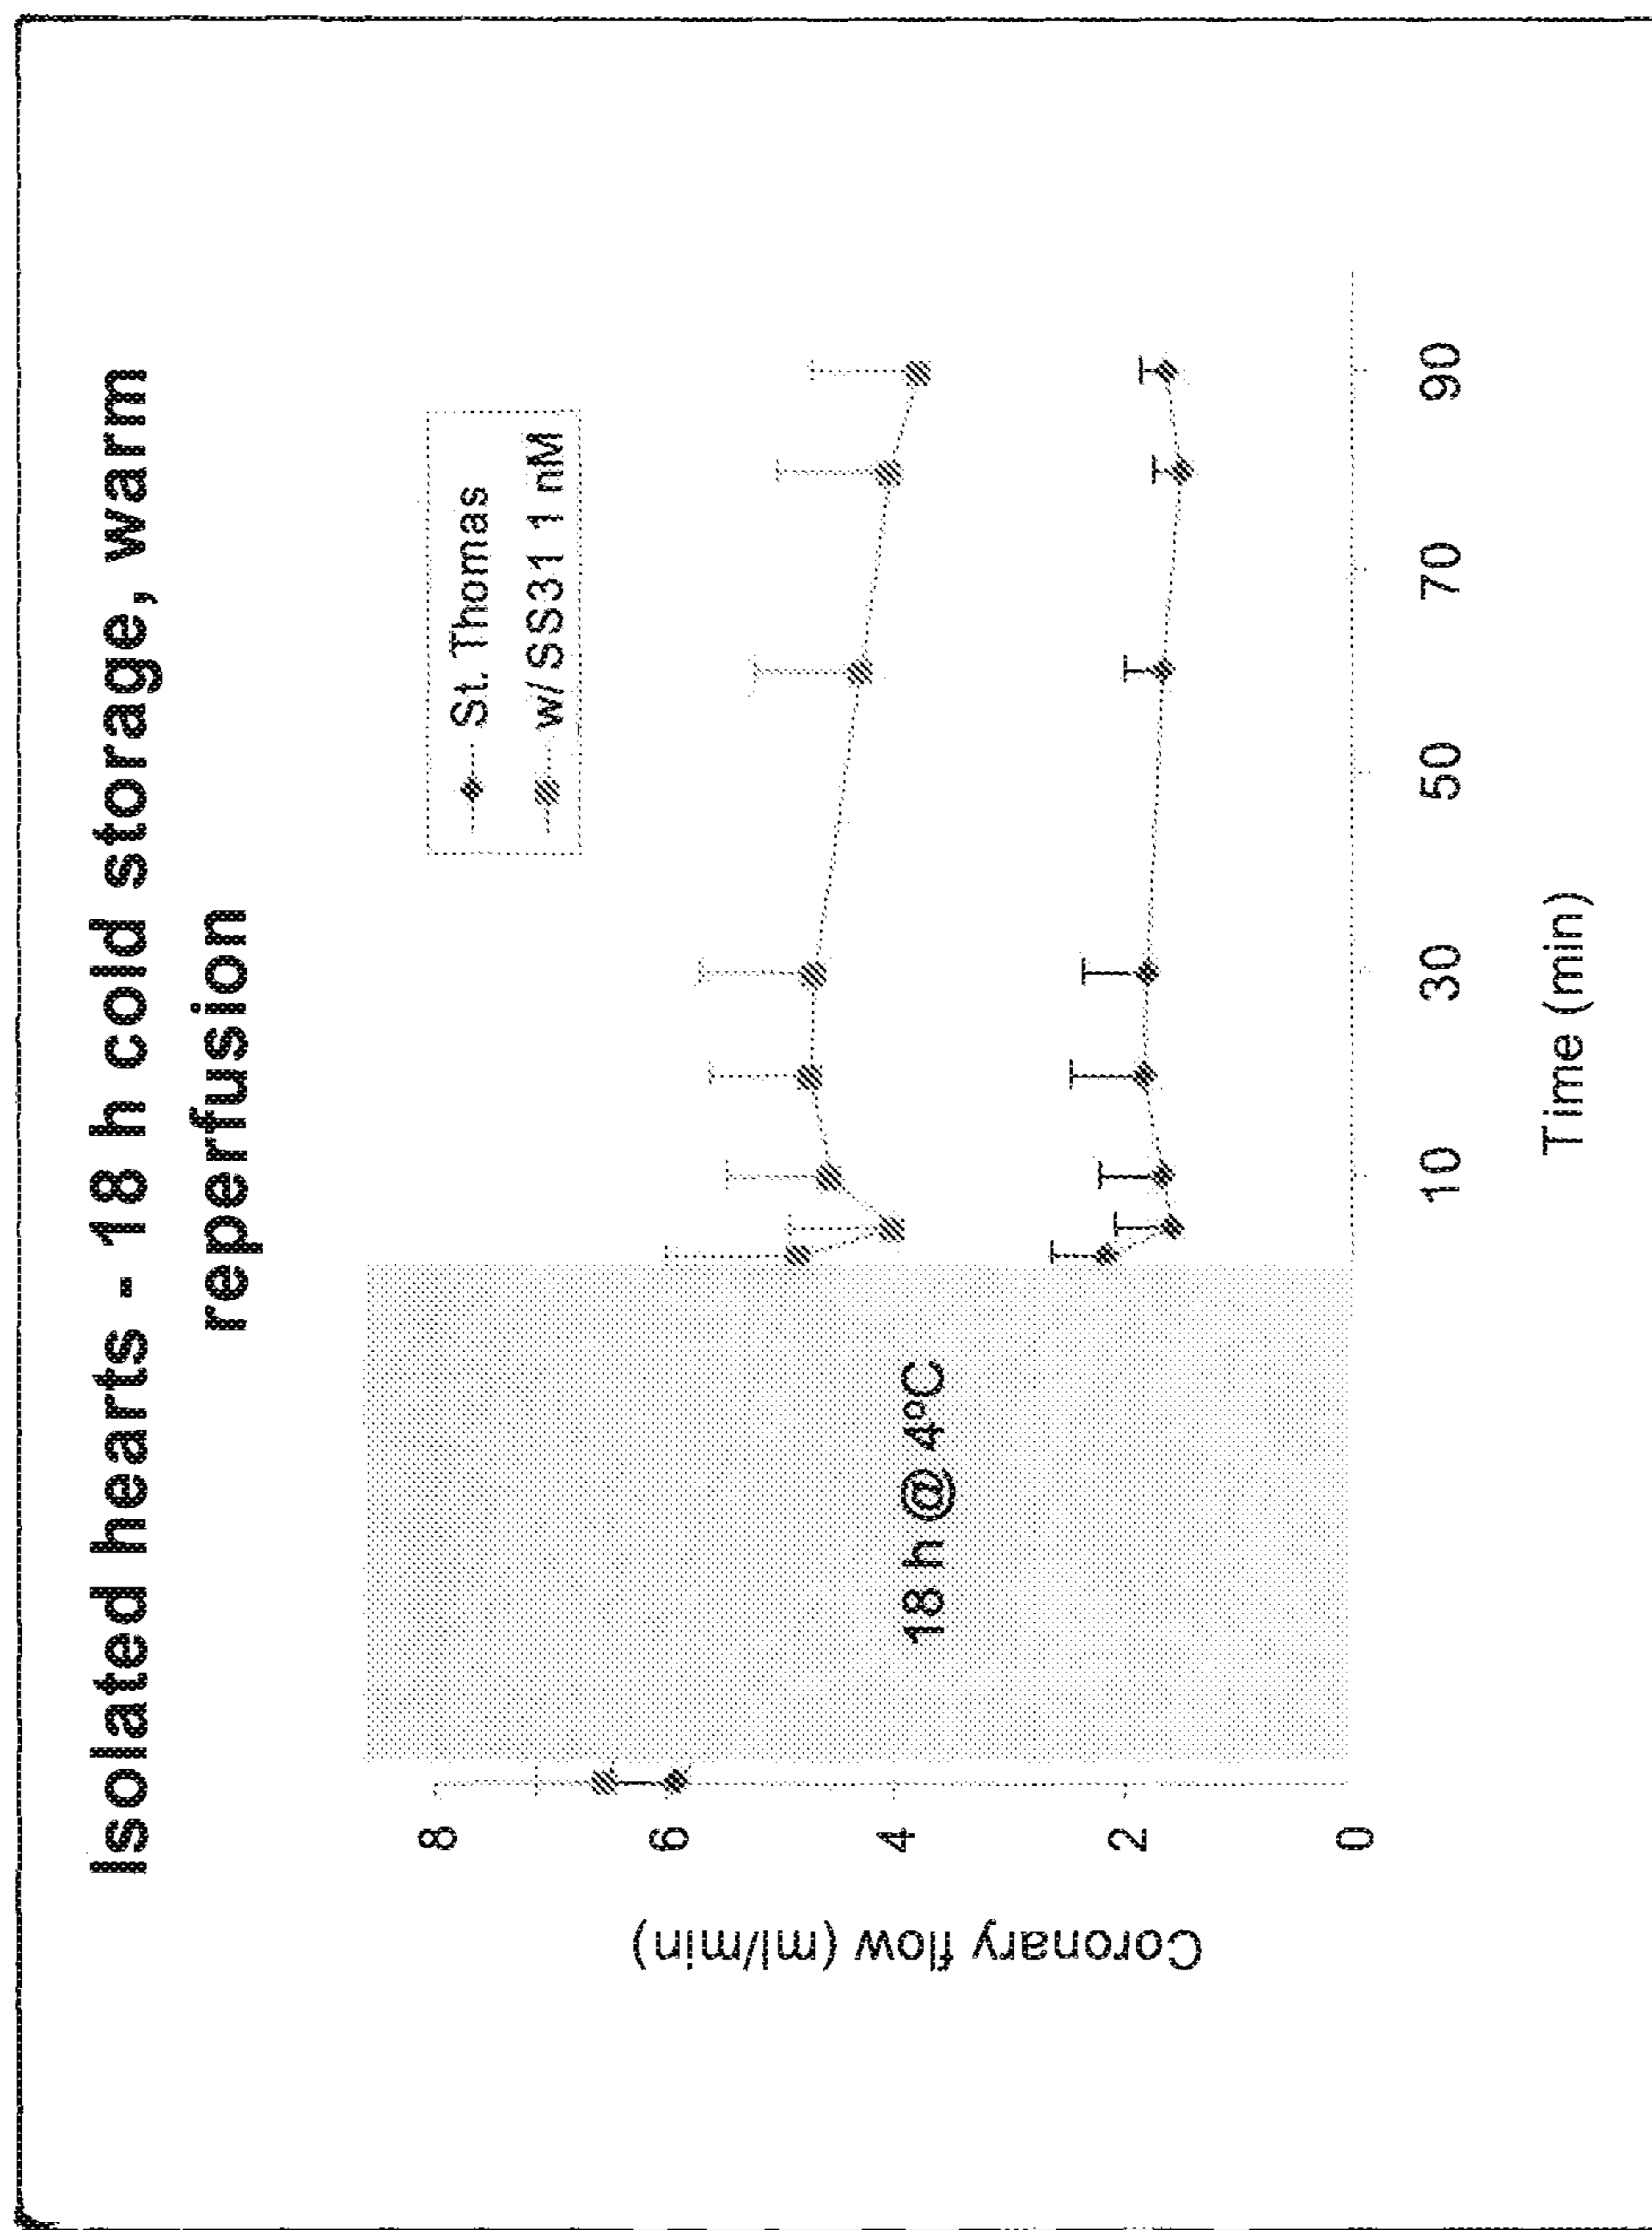 Isolated hearts - 18 h cold storage, warm
reperfusion
St. Thomas
w/ SS31 1 nM
8
6
4
2
0
Coronary flow (ml/min)
18 h @ 4ºC
10
30
50
70
90
Time (min)